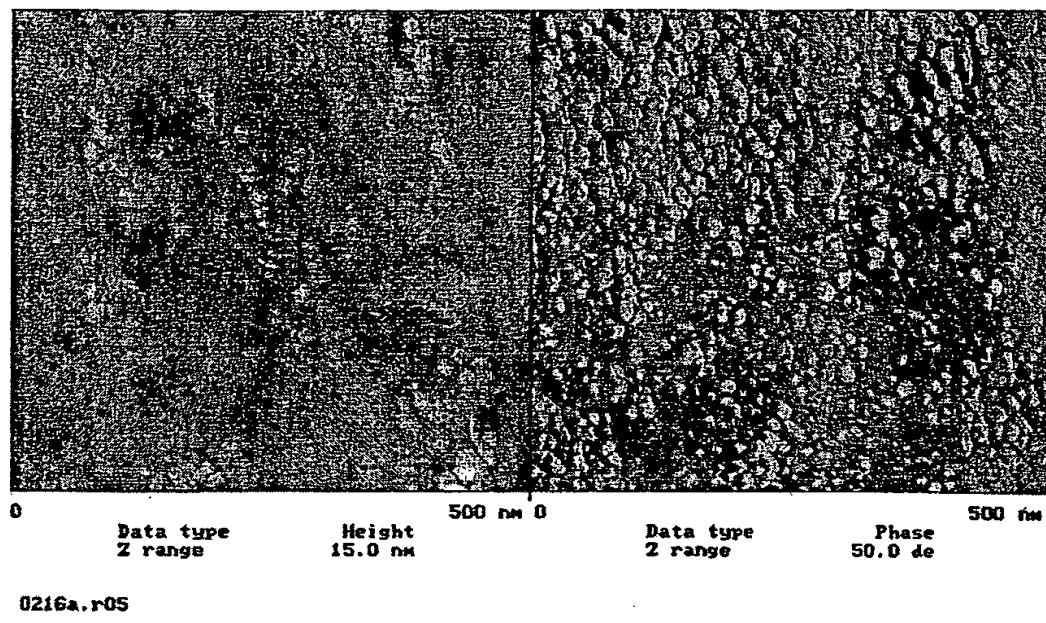 0 500 nm 0 500 nm
Data type Height Data type Phase
Z range 15.0 nm Z range 50.0 de
0216a.r05